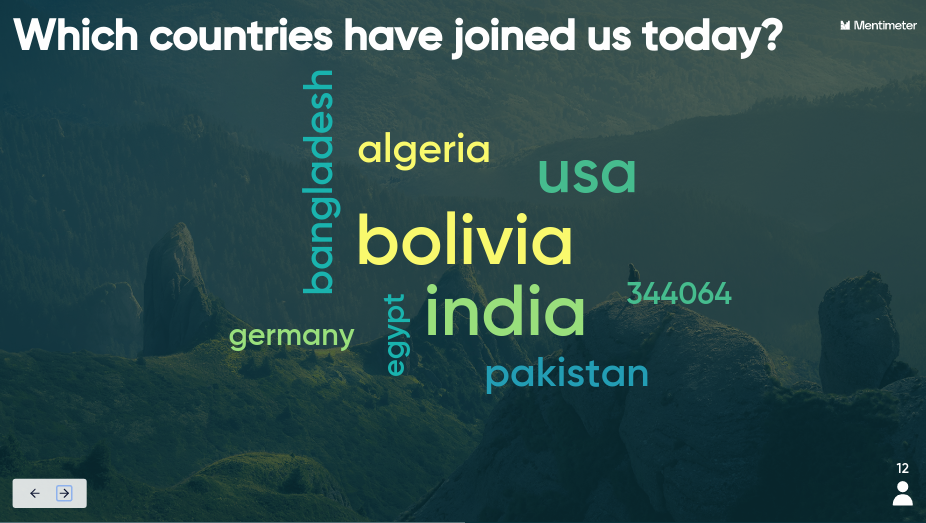 Which countries have joined us today?
Mentimeter
bangladesh
algeria
usa
bolivia
india
344064
germany
egypt
pakistan
12